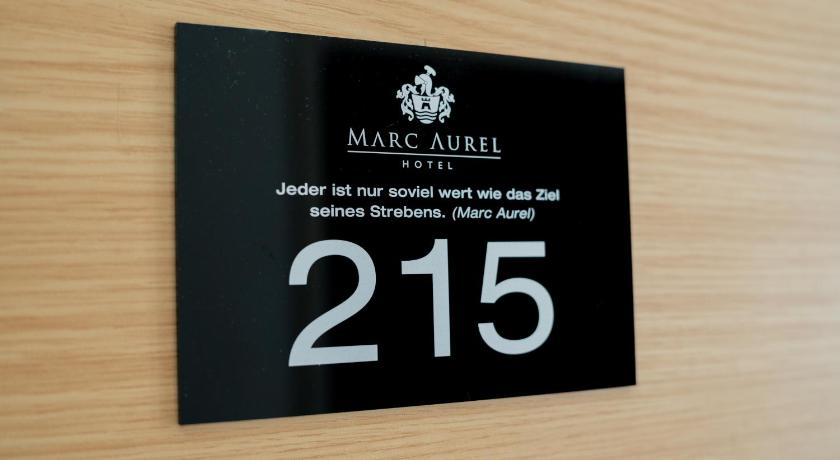 MARC AUREL
HOTEL
Jeder ist nur soviel wert wie das Ziel
seines Strebens. (Marc Aurel)
215